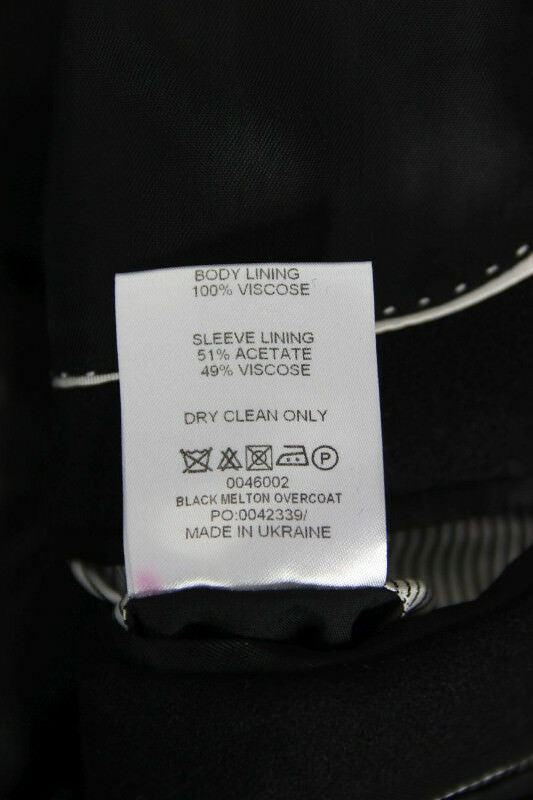 BODY LINING
100% VISCOSE
SLEEVE LINING
51% ACETATE
49% VISCOSE
DRY CLEAN ONLY
P
0046002
BLACK MELTON OVERCOAT
PO:0042339/
MADE IN UKRAINE